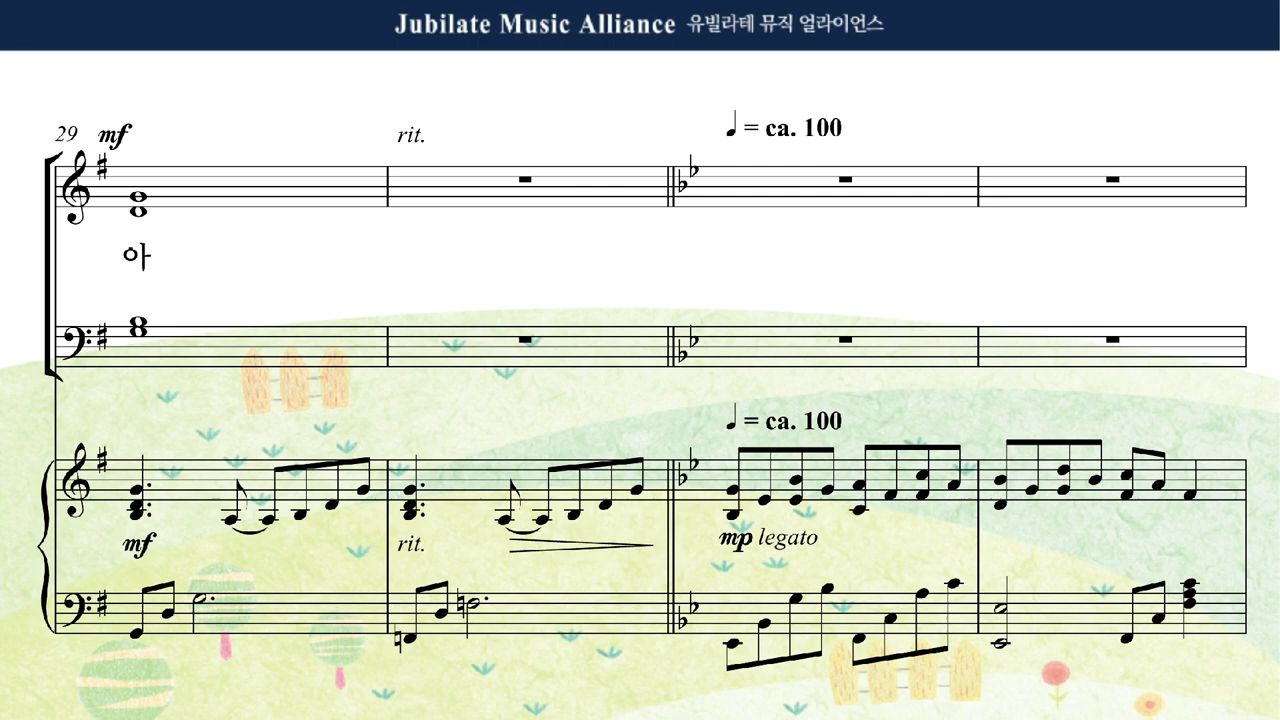 Jubilate Music Alliance 유빌라테 뮤직 얼라이언스
29 mf rit. ♩ = ca. 100
아
♩ = ca. 100
mf rit. mp legato